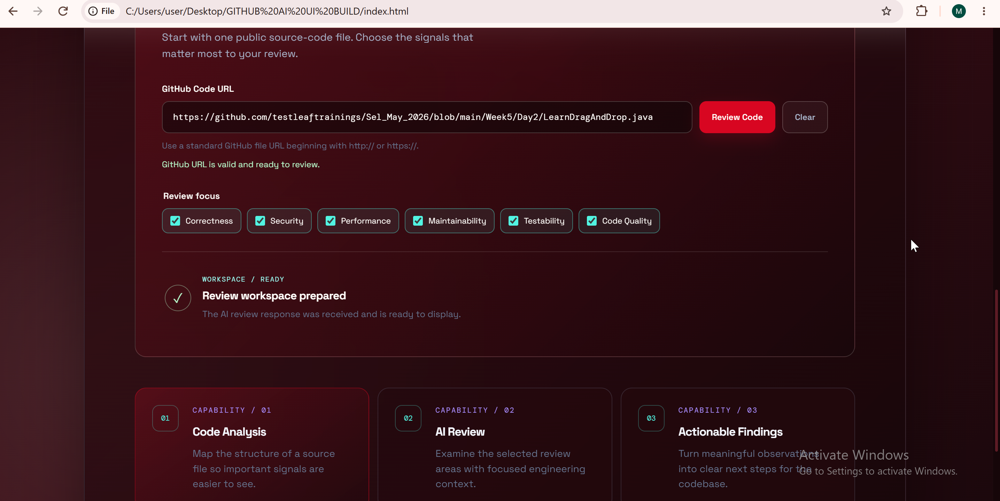 File
C:/Users/user/Desktop/GITHUB%20AI%20UI%20BUILD/index.html
M
Start with one public source-code file. Choose the signals that
matter most to your review.
GitHub Code URL
https://github.com/testleaftrainings/Sel_May_2026/blob/main/Week5/Day2/LearnDragAndDrop.java
Review Code
Clear
Use a standard GitHub file URL beginning with http:// or https://.
GitHub URL is valid and ready to review.
Review focus
Correctness
Security
Performance
Maintainability
Testability
Code Quality
WORKSPACE / READY
Review workspace prepared
The AI review response was received and is ready to display.
01
CAPABILITY / 01
Code Analysis
Map the structure of a source
file so important signals are
easier to see.
02
CAPABILITY / 02
AI Review
Examine the selected review
areas with focused engineering
context.
03
CAPABILITY / 03
Actionable Findings
Turn meaningful observations
into clear next steps for the
codebase.
Activate Windows
Go to Settings to activate Windows.